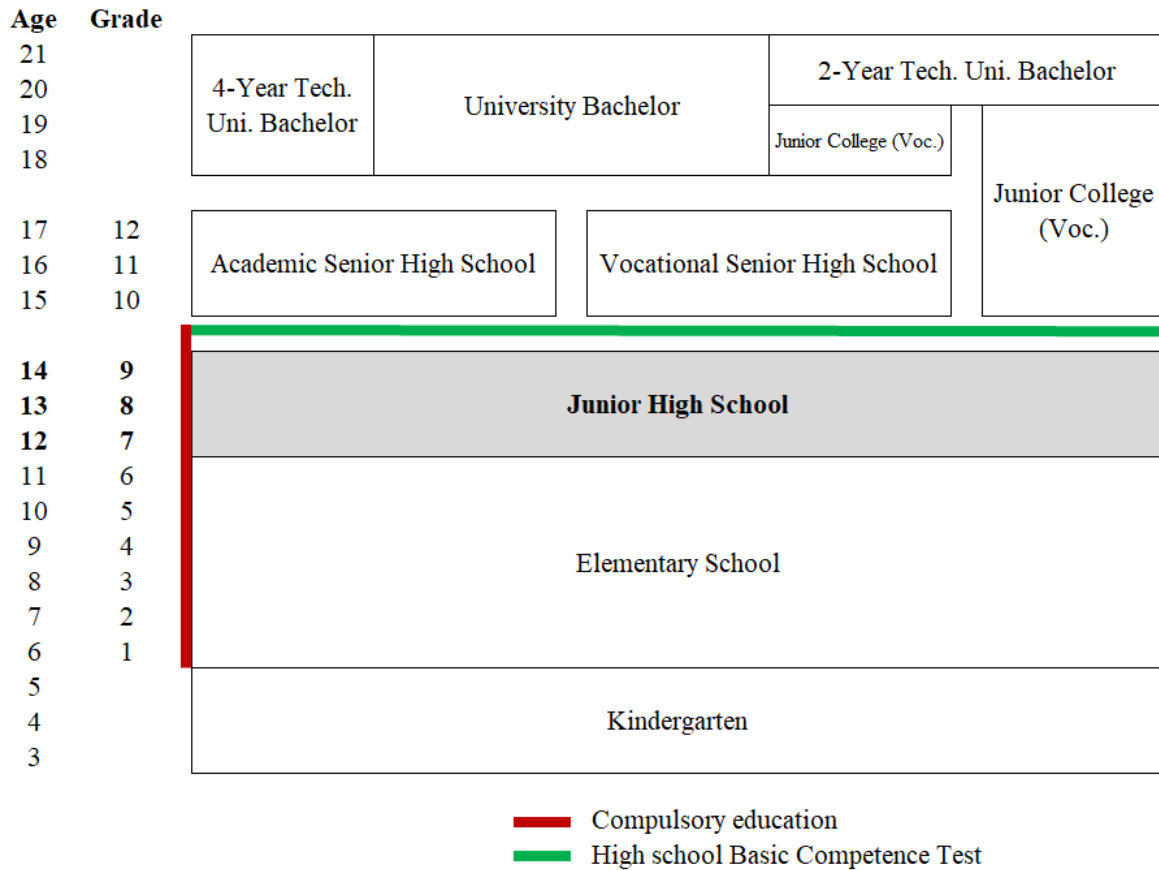 Age Grade
21
2-Year Tech. Uni. Bachelor
20
4-Year Tech.
Uni. Bachelor
University Bachelor
19
Junior College (Voc.)
18
Junior College
(Voc.)
17 12
16 11
Academic Senior High School
Vocational Senior High School
15 10
14 9
13 8
Junior High School
12 7
11 6
10 5
9 4
Elementary School
8 3
7 2
6 1
5
4
Kindergarten
3
Compulsory education
High school Basic Competence Test